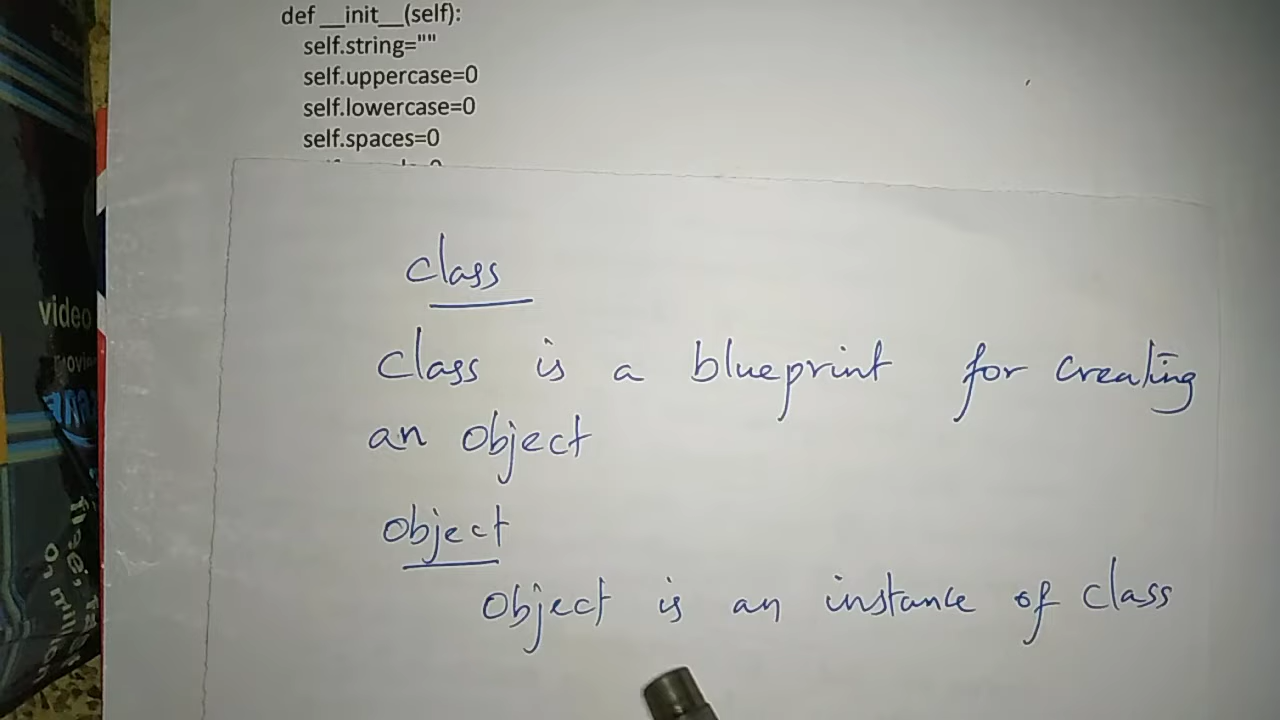 def __init__(self):
self.string=""
self.uppercase=0
self.lowercase=0
self.spaces=0
class
class is a blueprint for creating
an object
object
object is an instance of class
video